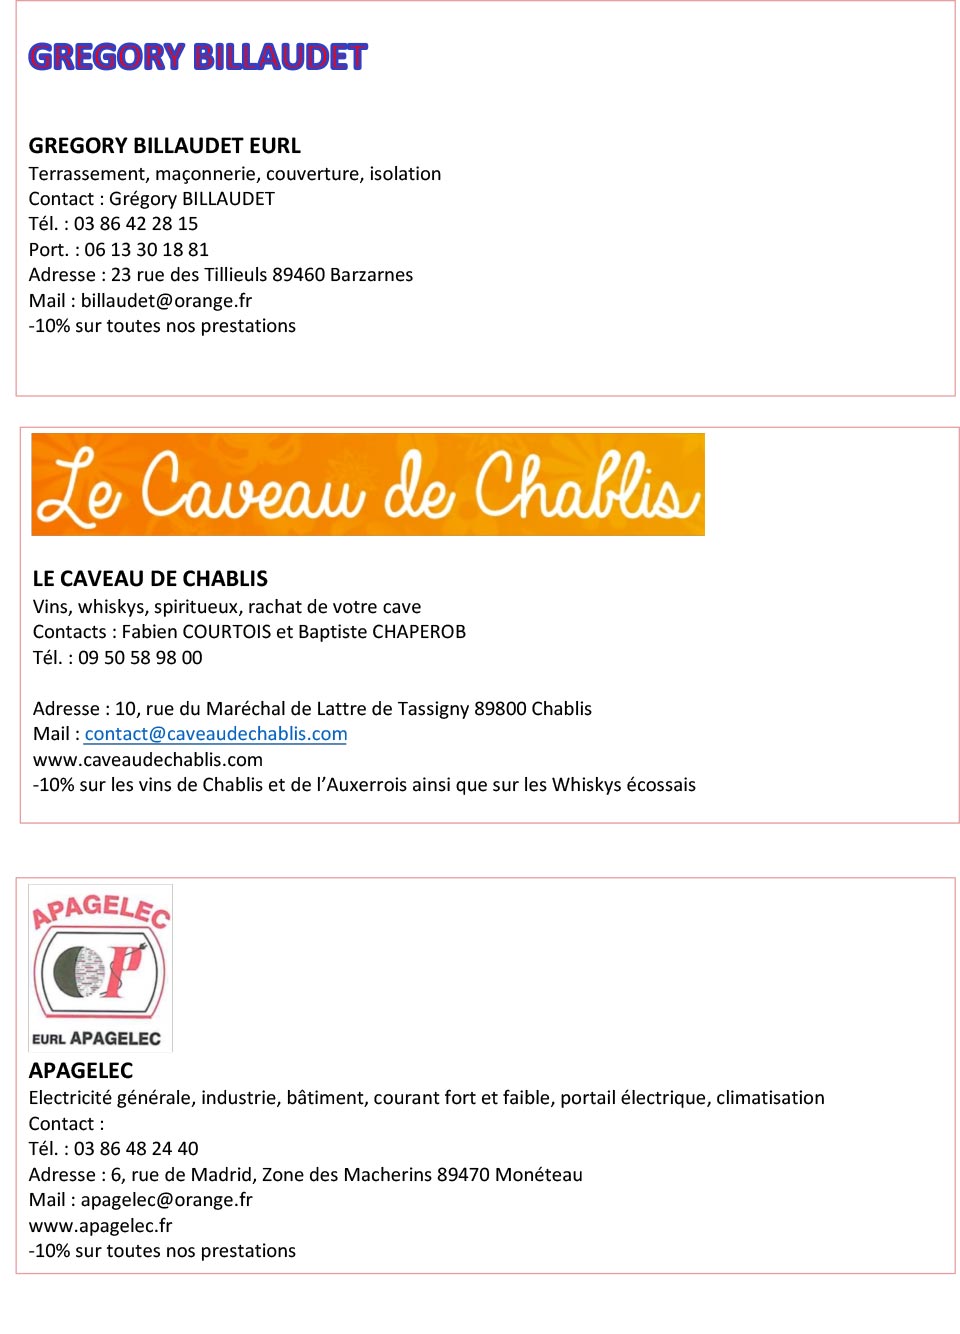 GREGORY BILLAUDET
GREGORY BILLAUDET EURL
Terrassement, maçonnerie, couverture, isolation
Contact : Grégory BILLAUDET
Tél. : 03 86 42 28 15
Port. : 06 13 30 18 81
Adresse : 23 rue des Tillieuls 89460 Barzarnes
Mail : billaudet@orange.fr
-10% sur toutes nos prestations
Le Caveau de Chablis
LE CAVEAU DE CHABLIS
Vins, whiskys, spiritueux, rachat de votre cave
Contacts : Fabien COURTOIS et Baptiste CHAPEROB
Tél. : 09 50 58 98 00
Adresse : 10, rue du Maréchal de Lattre de Tassigny 89800 Chablis
Mail : contact@caveaudechablis.com
www.caveaudechablis.com
-10% sur les vins de Chablis et de l’Auxerrois ainsi que sur les Whiskys écossais
APAGELEC
P
EURL APAGELEC
APAGELEC
Electricité générale, industrie, bâtiment, courant fort et faible, portail électrique, climatisation
Contact :
Tél. : 03 86 48 24 40
Adresse : 6, rue de Madrid, Zone des Macherins 89470 Monéteau
Mail : apagelec@orange.fr
www.apagelec.fr
-10% sur toutes nos prestations